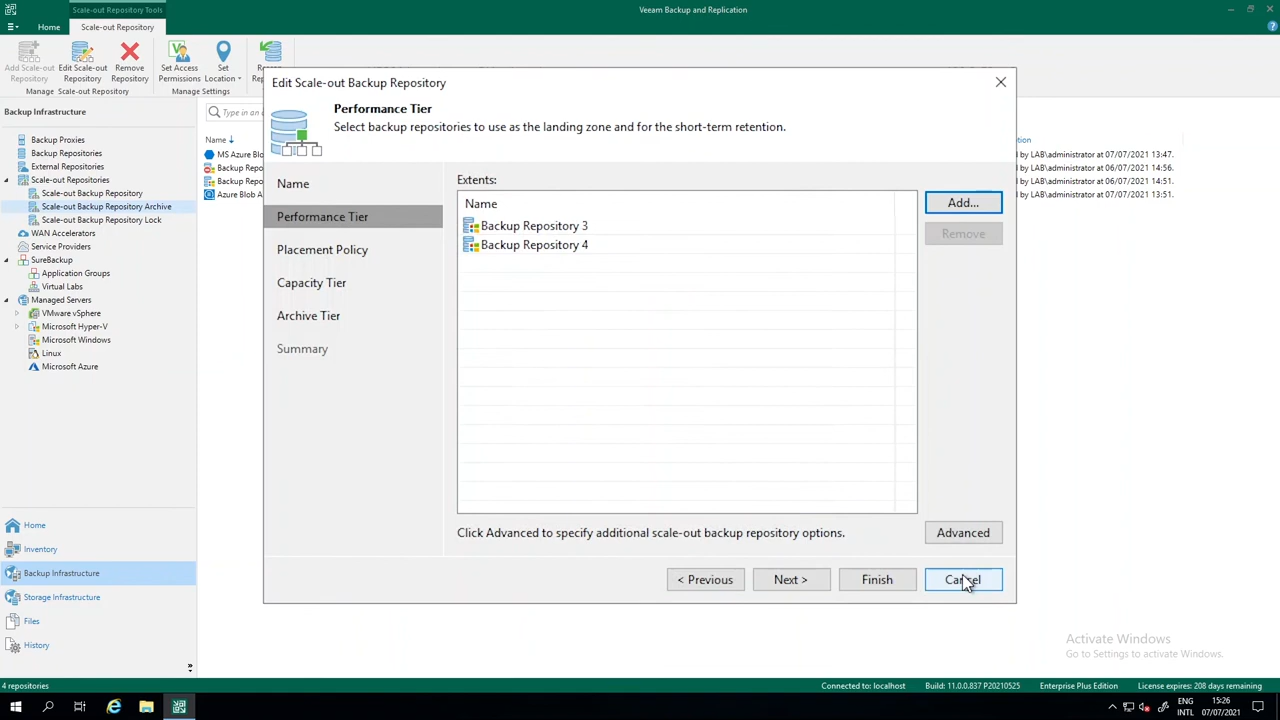 Scale-out Repository Tools
Veeam Backup and Replication
Home
Scale-out Repository
Add Scale-out
Repository
Edit Scale-out
Repository
Remove
Repository
Set Access
Permissions
Set
Location
Manage Scale-out Repository
Manage Settings
Backup Infrastructure
Backup Proxies
Backup Repositories
External Repositories
Scale-out Repositories
Scale-out Backup Repository
Scale-out Backup Repository Archive
Scale-out Backup Repository Lock
WAN Accelerators
Service Providers
SureBackup
Application Groups
Virtual Labs
Managed Servers
VMware vSphere
Microsoft Hyper-V
Microsoft Windows
Linux
Microsoft Azure
Home
Inventory
Backup Infrastructure
Storage Infrastructure
Files
History
Type in an
Name
MS Azure Blo
Backup Repo
Backup Repo
Azure Blob A
Edit Scale-out Backup Repository
Performance Tier
Select backup repositories to use as the landing zone and for the short-term retention.
Name
Performance Tier
Placement Policy
Capacity Tier
Archive Tier
Summary
Extents:
Name
Backup Repository 3
Backup Repository 4
Add...
Remove
Click Advanced to specify additional scale-out backup repository options.
Advanced
< Previous
Next >
Finish
Cancel
by LAB\administrator at 07/07/2021 13:47.
by LAB\administrator at 06/07/2021 14:56.
by LAB\administrator at 06/07/2021 14:51.
by LAB\administrator at 07/07/2021 13:51.
Activate Windows
Go to Settings to activate Windows.
4 repositories
Connected to: localhost
Build: 11.0.0.837 P20210525
Enterprise Plus Edition
License expires: 208 days remaining
ENG
INTL
15:26
07/07/2021